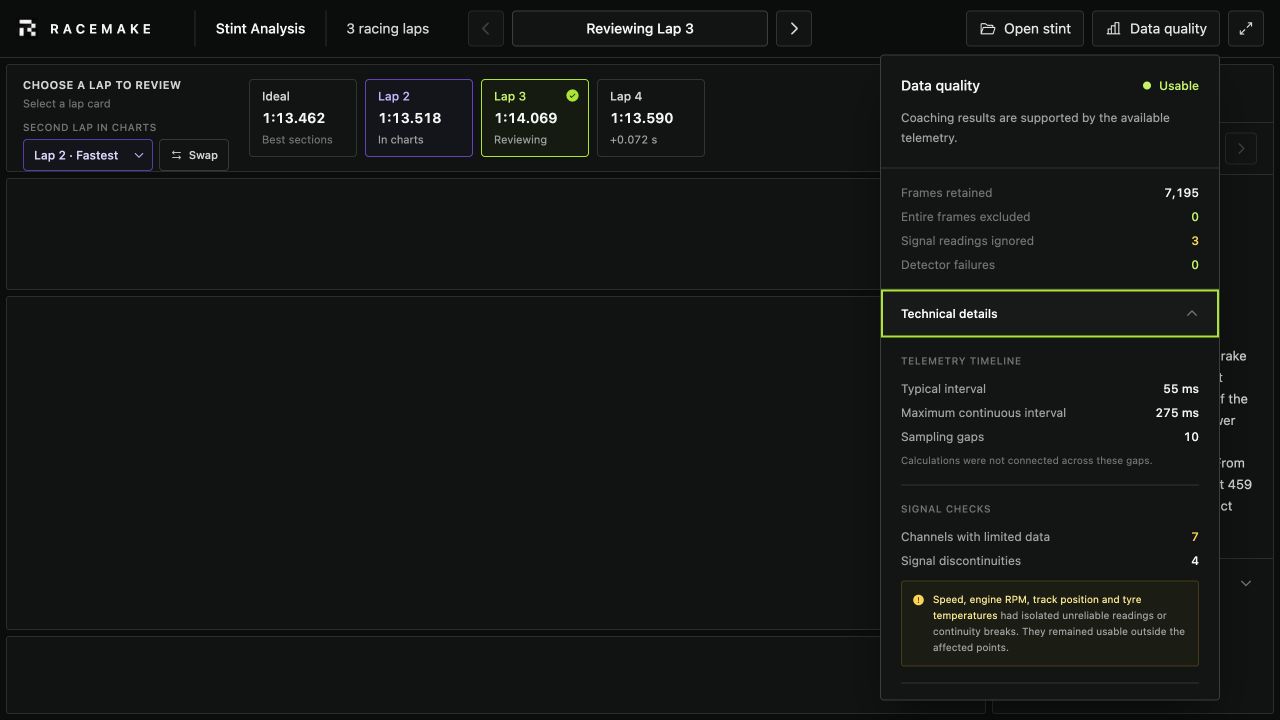 RACEMAKE
Stint Analysis
3 racing laps
Reviewing Lap 3
Open stint
Data quality
CHOOSE A LAP TO REVIEW
Select a lap card
SECOND LAP IN CHARTS
Lap 2 · Fastest
Swap
Ideal
1:13.462
Best sections
Lap 2
1:13.518
In charts
Lap 3
1:14.069
Reviewing
Lap 4
1:13.590
+0.072 s
Data quality
Usable
Coaching results are supported by the available
telemetry.
Frames retained 7,195
Entire frames excluded 0
Signal readings ignored 3
Detector failures 0
Technical details
TELEMETRY TIMELINE
Typical interval 55 ms
Maximum continuous interval 275 ms
Sampling gaps 10
Calculations were not connected across these gaps.
SIGNAL CHECKS
Channels with limited data 7
Signal discontinuities 4
Speed, engine RPM, track position and tyre
temperatures had isolated unreliable readings or
continuity breaks. They remained usable outside the
affected points.
rake
t
f the
ver
From
t 459
ct